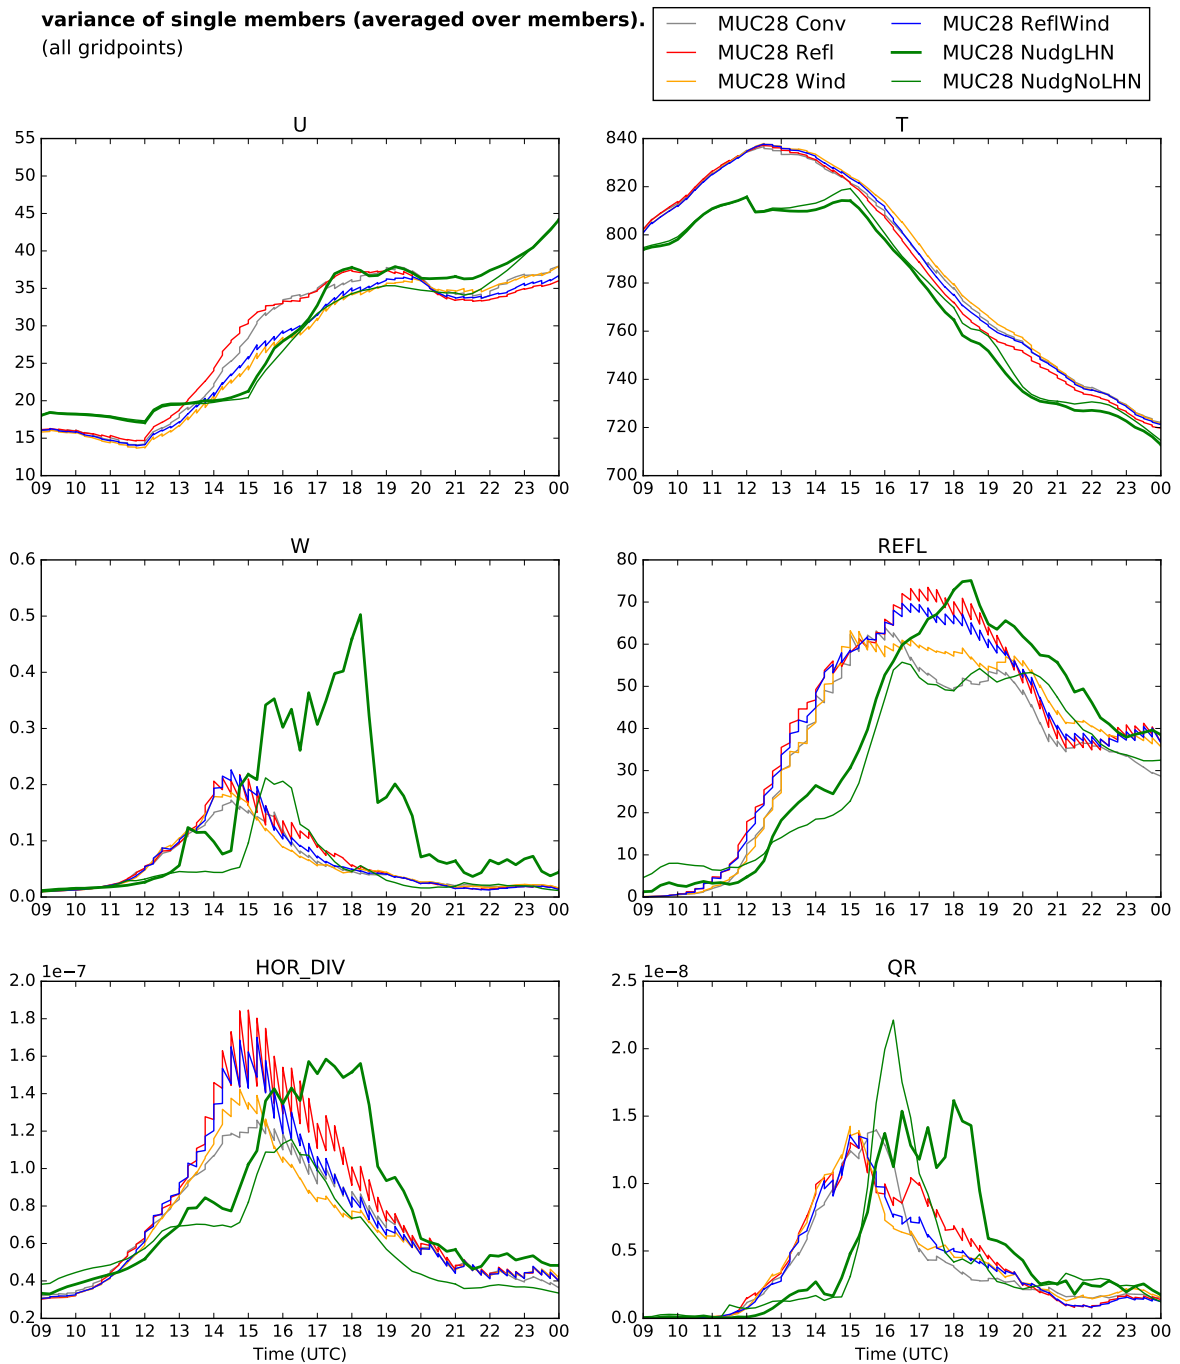 variance of single members (averaged over members).
(all gridpoints)
MUC28 Conv
MUC28 Refl
MUC28 Wind
MUC28 ReflWind
MUC28 NudgLHN
MUC28 NudgNoLHN
U
55
50
45
40
35
30
25
20
15
10
09 10 11 12 13 14 15 16 17 18 19 20 21 22 23 00
T
840
820
800
780
760
740
720
700
09 10 11 12 13 14 15 16 17 18 19 20 21 22 23 00
W
0.6
0.5
0.4
0.3
0.2
0.1
0.0
09 10 11 12 13 14 15 16 17 18 19 20 21 22 23 00
REFL
80
70
60
50
40
30
20
10
0
09 10 11 12 13 14 15 16 17 18 19 20 21 22 23 00
HOR_DIV
1e−7
2.0
1.8
1.6
1.4
1.2
1.0
0.8
0.6
0.4
0.2
09 10 11 12 13 14 15 16 17 18 19 20 21 22 23 00
Time (UTC)
QR
1e−8
2.5
2.0
1.5
1.0
0.5
0.0
09 10 11 12 13 14 15 16 17 18 19 20 21 22 23 00
Time (UTC)